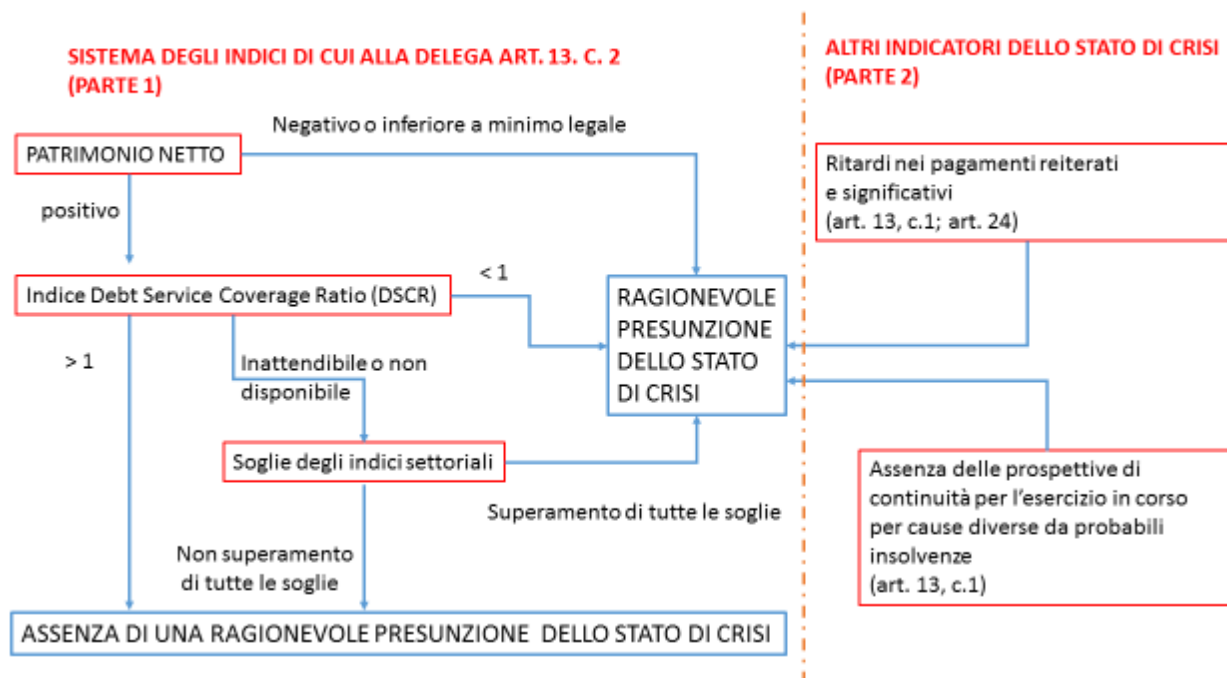 SISTEMA DEGLI INDICI DI CUI ALLA DELEGA ART. 13. C. 2
(PARTE 1)
Negativo o inferiore a minimo legale
PATRIMONIO NETTO
positivo
Indice Debt Service Coverage Ratio (DSCR)
< 1
> 1
Inattendibile o non
disponibile
RAGIONEVOLE
PRESUNZIONE
DELLO STATO
DI CRISI
Soglie degli indici settoriali
Superamento di tutte le soglie
Non superamento
di tutte le soglie
ASSENZA DI UNA RAGIONEVOLE PRESUNZIONE DELLO STATO DI CRISI
ALTRI INDICATORI DELLO STATO DI CRISI
(PARTE 2)
Ritardi nei pagamenti reiterati
e significativi
(art. 13, c.1; art. 24)
Assenza delle prospettive di
continuità per l'esercizio in corso
per cause diverse da probabili
insolvenze
(art. 13, c.1)